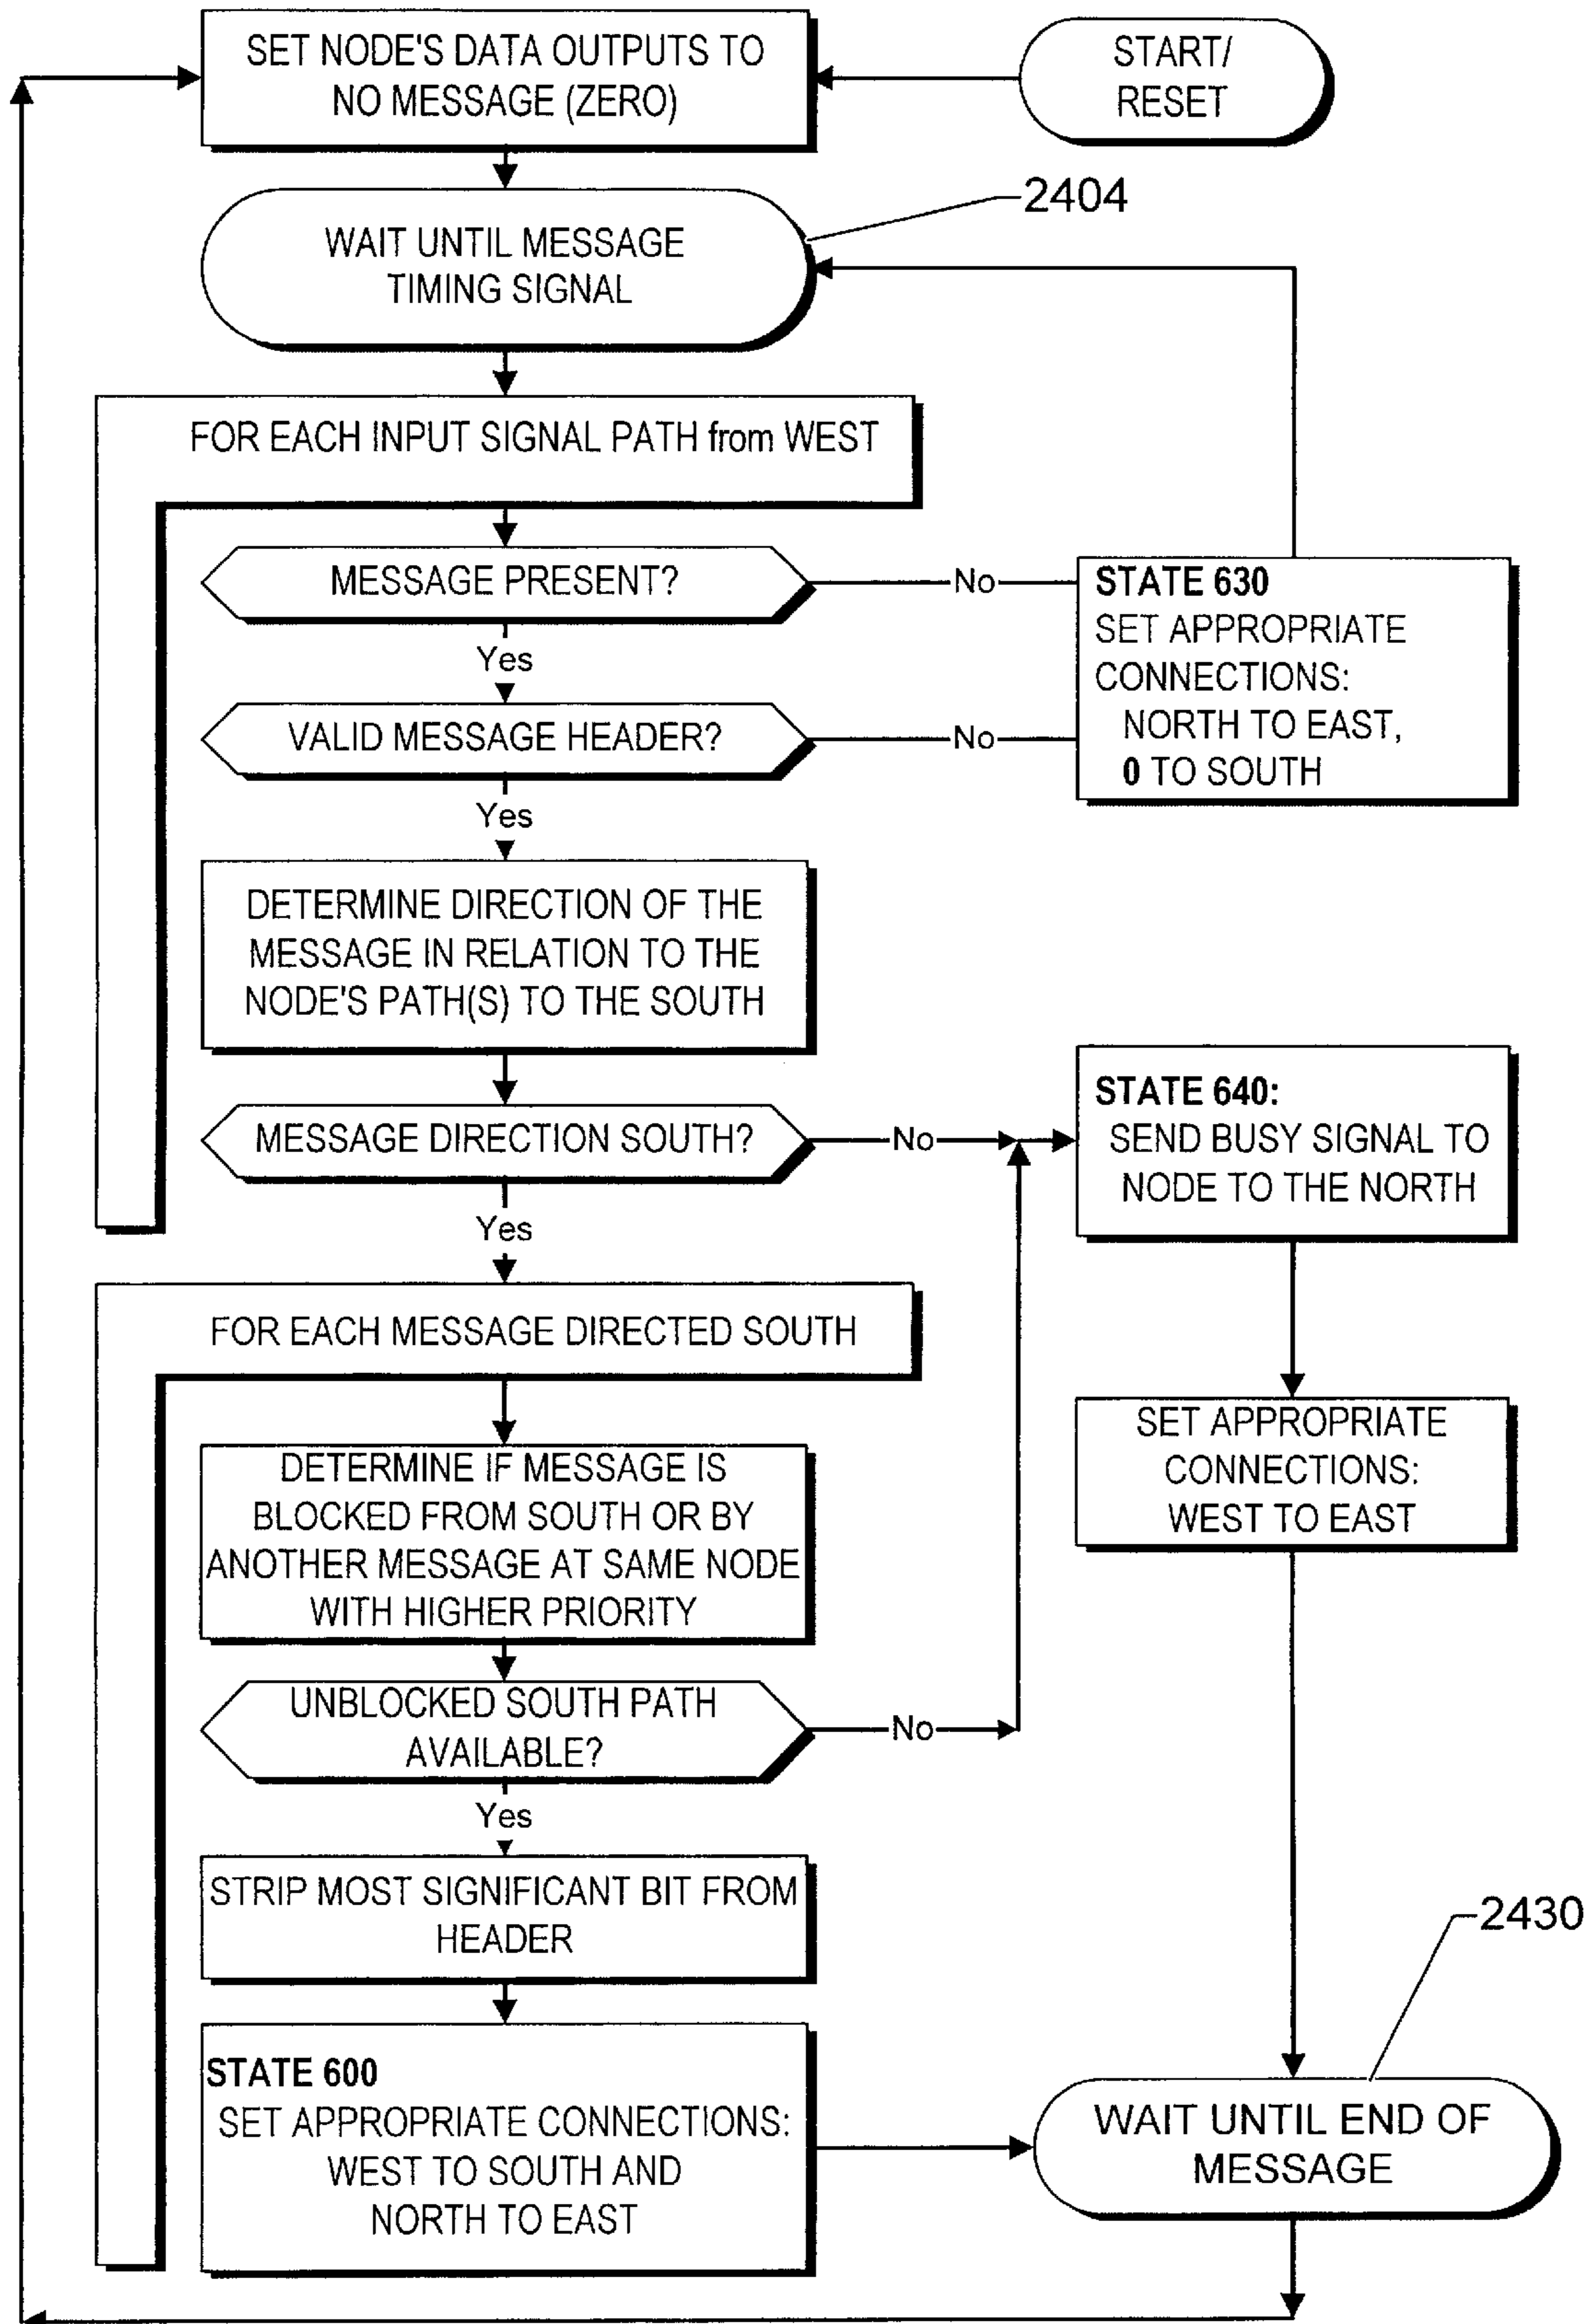 SET NODE'S DATA OUTPUTS TO
NO MESSAGE (ZERO)
START/
RESET
2404
WAIT UNTIL MESSAGE
TIMING SIGNAL
FOR EACH INPUT SIGNAL PATH from WEST
MESSAGE PRESENT?
No
Yes
STATE 630
SET APPROPRIATE
CONNECTIONS:
NORTH TO EAST,
0 TO SOUTH
VALID MESSAGE HEADER?
No
Yes
DETERMINE DIRECTION OF THE
MESSAGE IN RELATION TO THE
NODE'S PATH(S) TO THE SOUTH
MESSAGE DIRECTION SOUTH?
No
Yes
STATE 640:
SEND BUSY SIGNAL TO
NODE TO THE NORTH
FOR EACH MESSAGE DIRECTED SOUTH
DETERMINE IF MESSAGE IS
BLOCKED FROM SOUTH OR BY
ANOTHER MESSAGE AT SAME NODE
WITH HIGHER PRIORITY
SET APPROPRIATE
CONNECTIONS:
WEST TO EAST
UNBLOCKED SOUTH PATH
AVAILABLE?
No
Yes
STRIP MOST SIGNIFICANT BIT FROM
HEADER
2430
STATE 600
SET APPROPRIATE CONNECTIONS:
WEST TO SOUTH AND
NORTH TO EAST
WAIT UNTIL END OF
MESSAGE